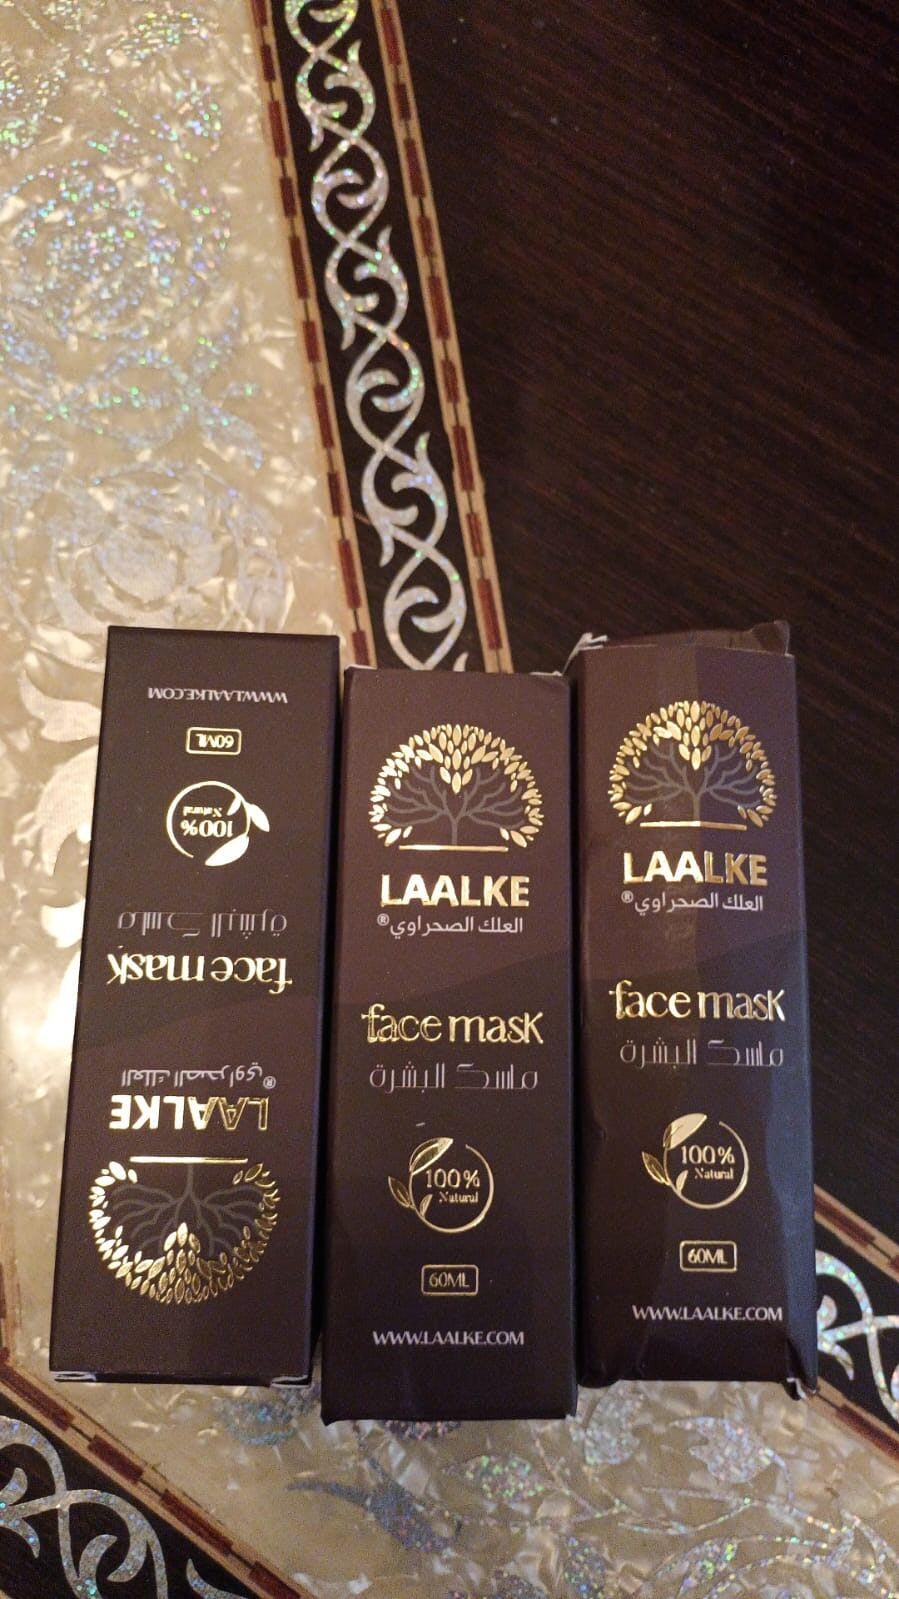 WWW.LAALKE.COM
60ML
100%
Natural
ماسك البشرة
face mask
العلك الصحراوي®
LAALKE
LAALKE
العلك الصحراوي®
face mask
ماسك البشرة
100%
Natural
60ML
WWW.LAALKE.COM
LAALKE
العلك الصحراوي®
face mask
ماسك البشرة
100%
Natural
60ML
WWW.LAALKE.COM